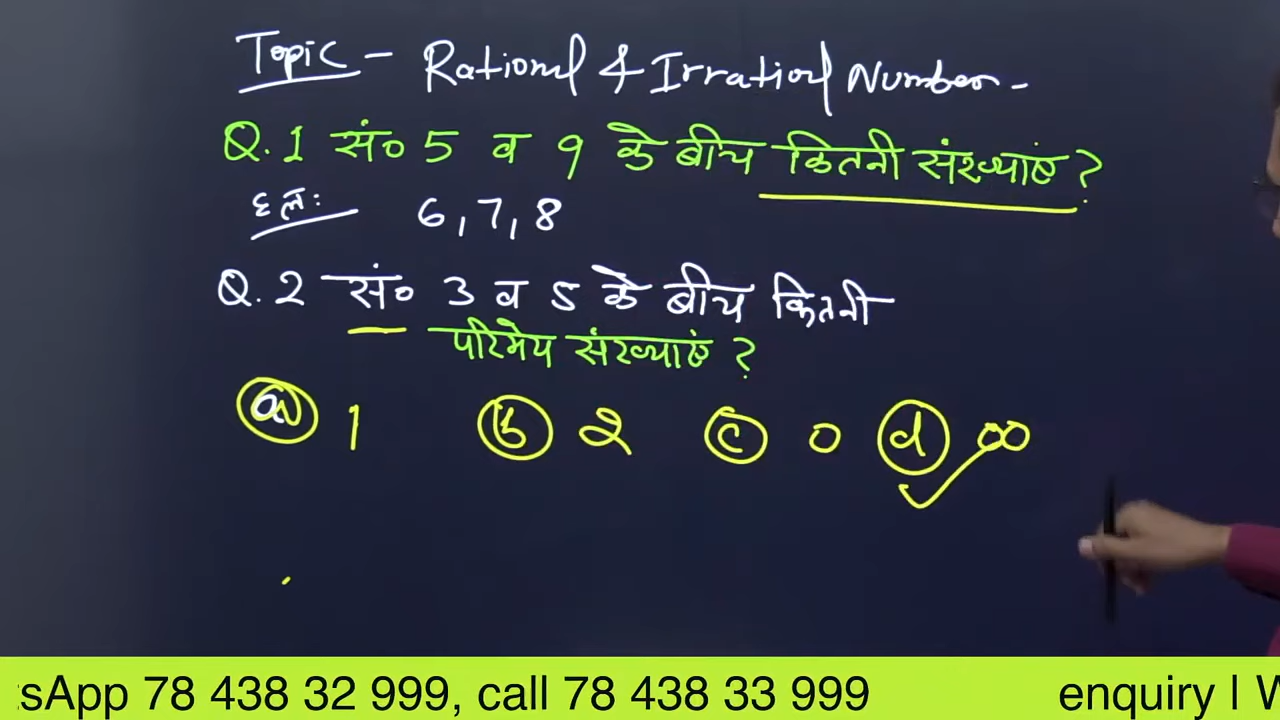 Topic - Rational & Irrational Number -
Q.1 सं० 5 व 9 के बीच कितनी संख्याएं ?
हल: 6, 7, 8
Q.2 सं० 3 व 5 के बीच कितनी
परिमेय संख्याएं ?
(a) 1 (b) 2 (c) 0 (d) ∞
sApp 78 438 32 999, call 78 438 33 999 enquiry I W